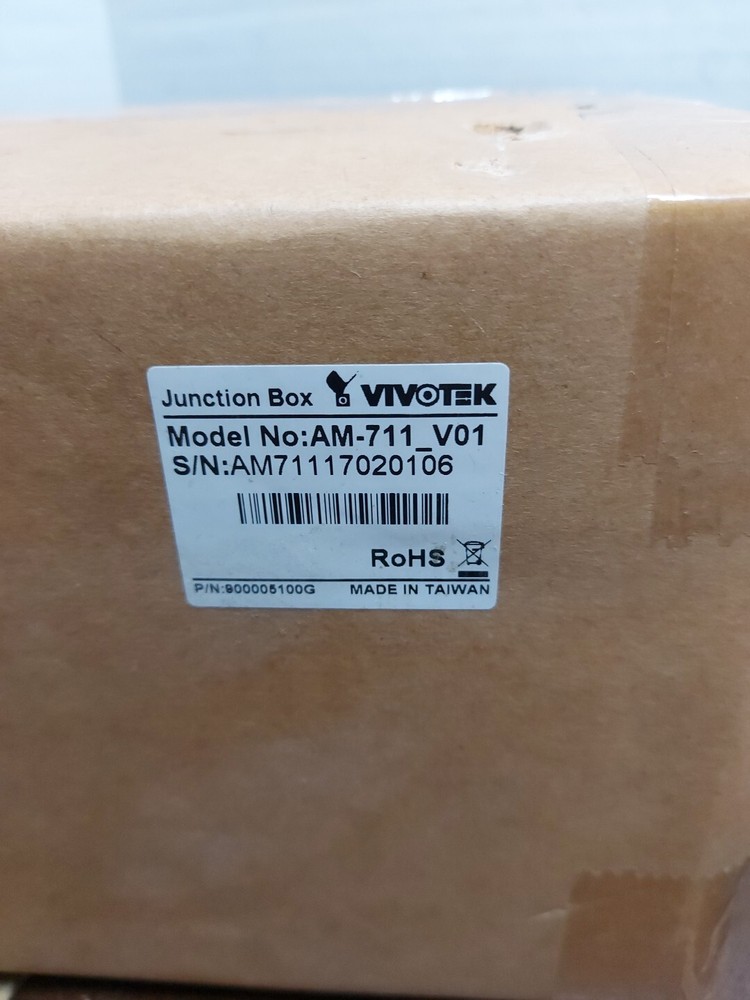 Junction Box VIVOTEK
Model No:AM-711_V01
S/N:AM71117020106
RoHS
P/N:900005100G MADE IN TAIWAN